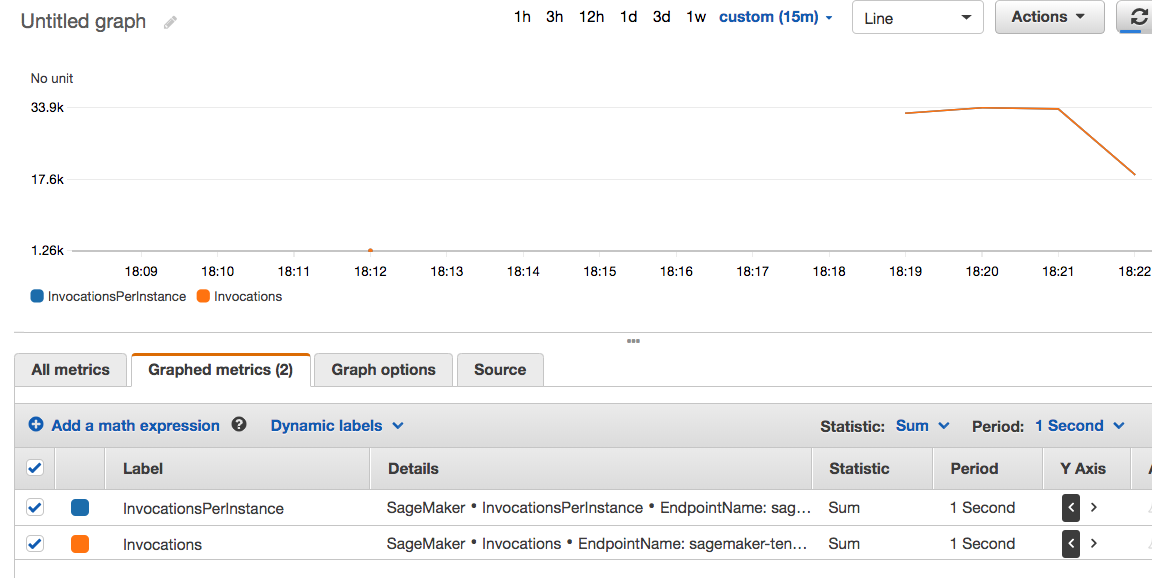 Untitled graph
1h 3h 12h 1d 3d 1w custom (15m) Line Actions
No unit
33.9k
17.6k
1.26k
18:09 18:10 18:11 18:12 18:13 18:14 18:15 18:16 18:17 18:18 18:19 18:20 18:21 18:22
InvocationsPerInstance Invocations
All metrics Graphed metrics (2) Graph options Source
Add a math expression ? Dynamic labels Statistic: Sum Period: 1 Second
Label Details Statistic Period Y Axis
InvocationsPerInstance SageMaker • InvocationsPerInstance • EndpointName: sag... Sum 1 Second < >
Invocations SageMaker • Invocations • EndpointName: sagemaker-ten... Sum 1 Second < >